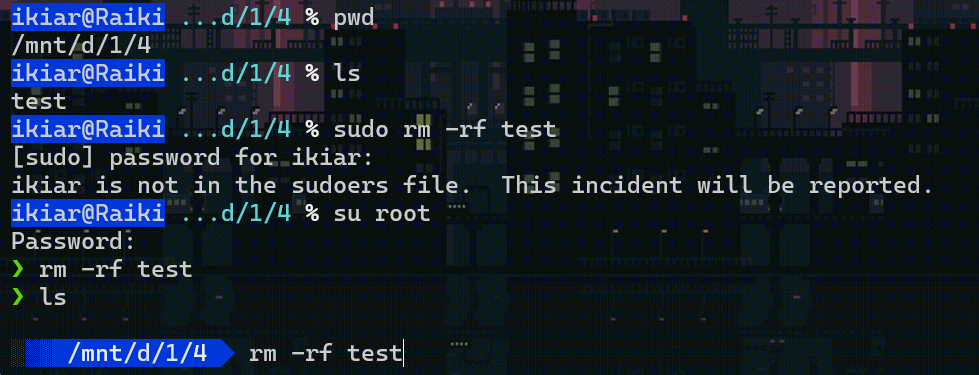 ikiar@Raiki ...d/1/4 % pwd
/mnt/d/1/4
ikiar@Raiki ...d/1/4 % ls
test
ikiar@Raiki ...d/1/4 % sudo rm -rf test
[sudo] password for ikiar:
ikiar is not in the sudoers file.  This incident will be reported.
ikiar@Raiki ...d/1/4 % su root
Password:
❯ rm -rf test
❯ ls
/mnt/d/1/4 rm -rf test